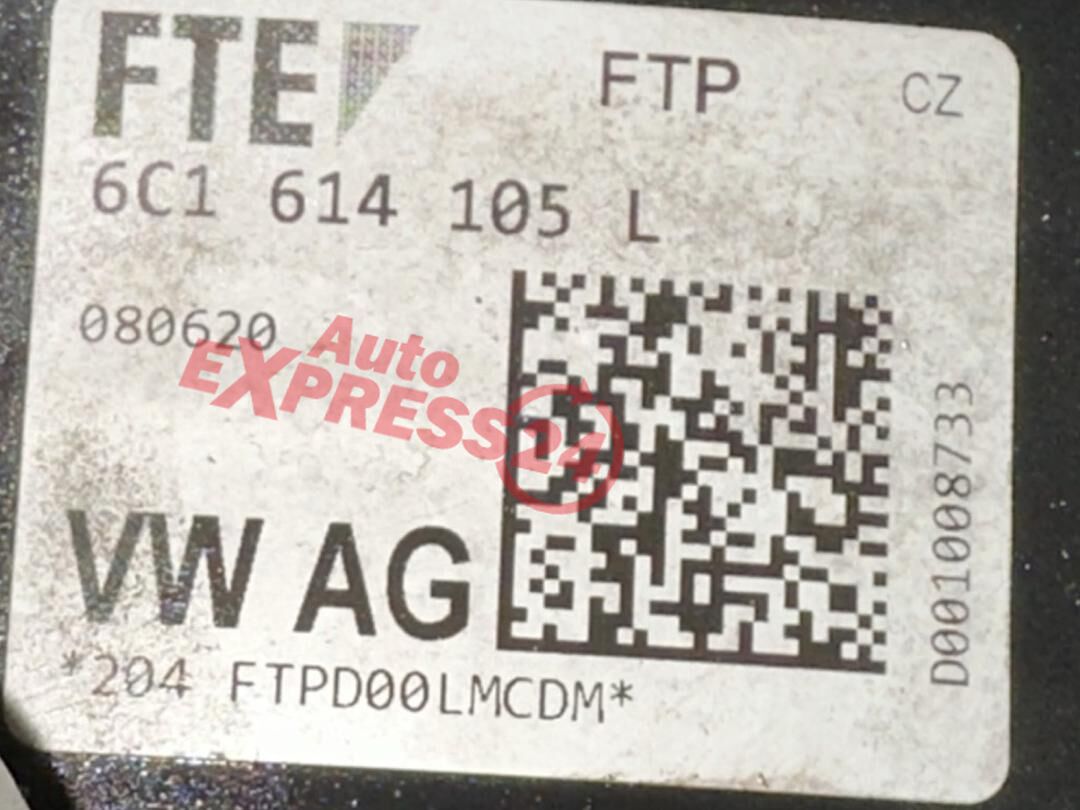 FTE FTP CZ
6C1 614 105 L
080620
Auto
EXPRESS24
D001008733
VW AG
*204 FTPD00LMCDM*